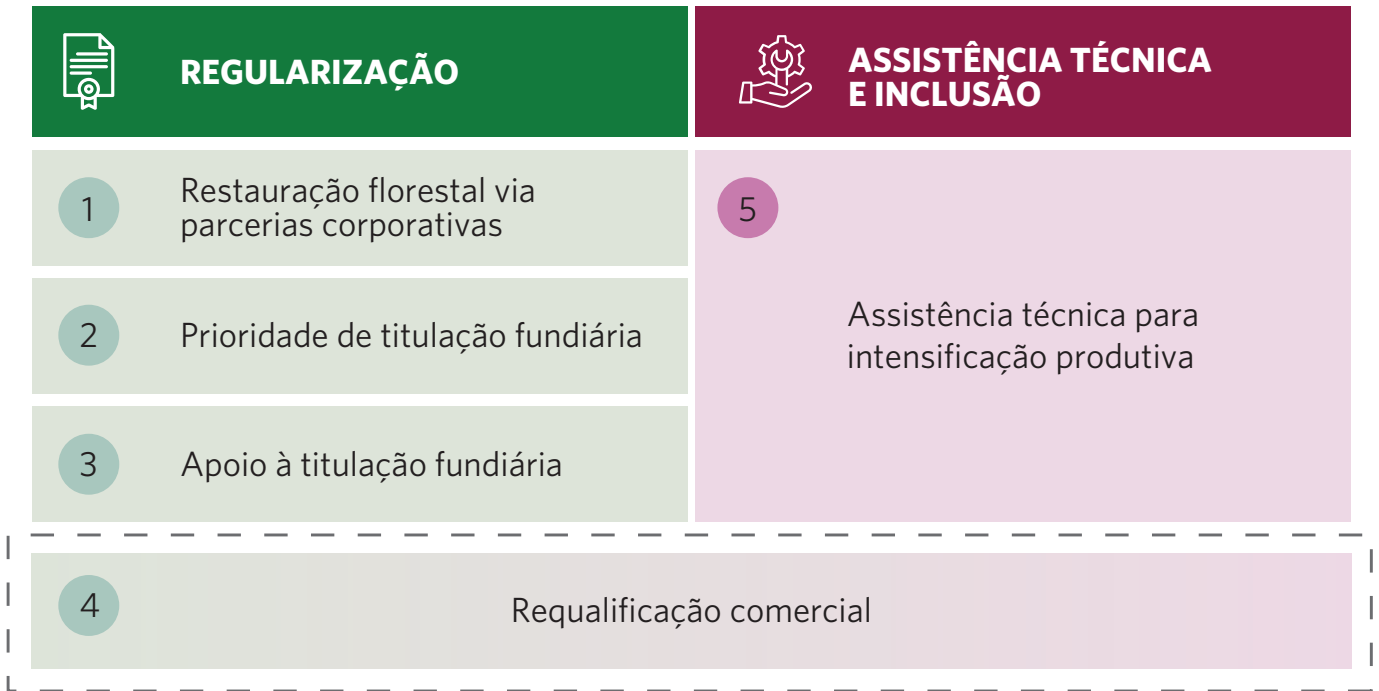 REGULARIZAÇÃO
ASSISTÊNCIA TÉCNICA
E INCLUSÃO
1
Restauração florestal via
parcerias corporativas
2
Prioridade de titulação fundiária
3
Apoio à titulação fundiária
5
Assistência técnica para
intensificação produtiva
4
Requalificação comercial